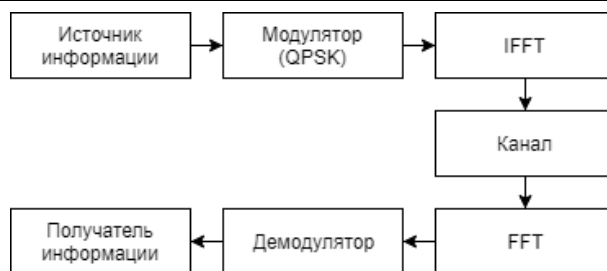 Источник
информации
Модулятор
(QPSK)
IFFT
Канал
Получатель
информации
Демодулятор
FFT